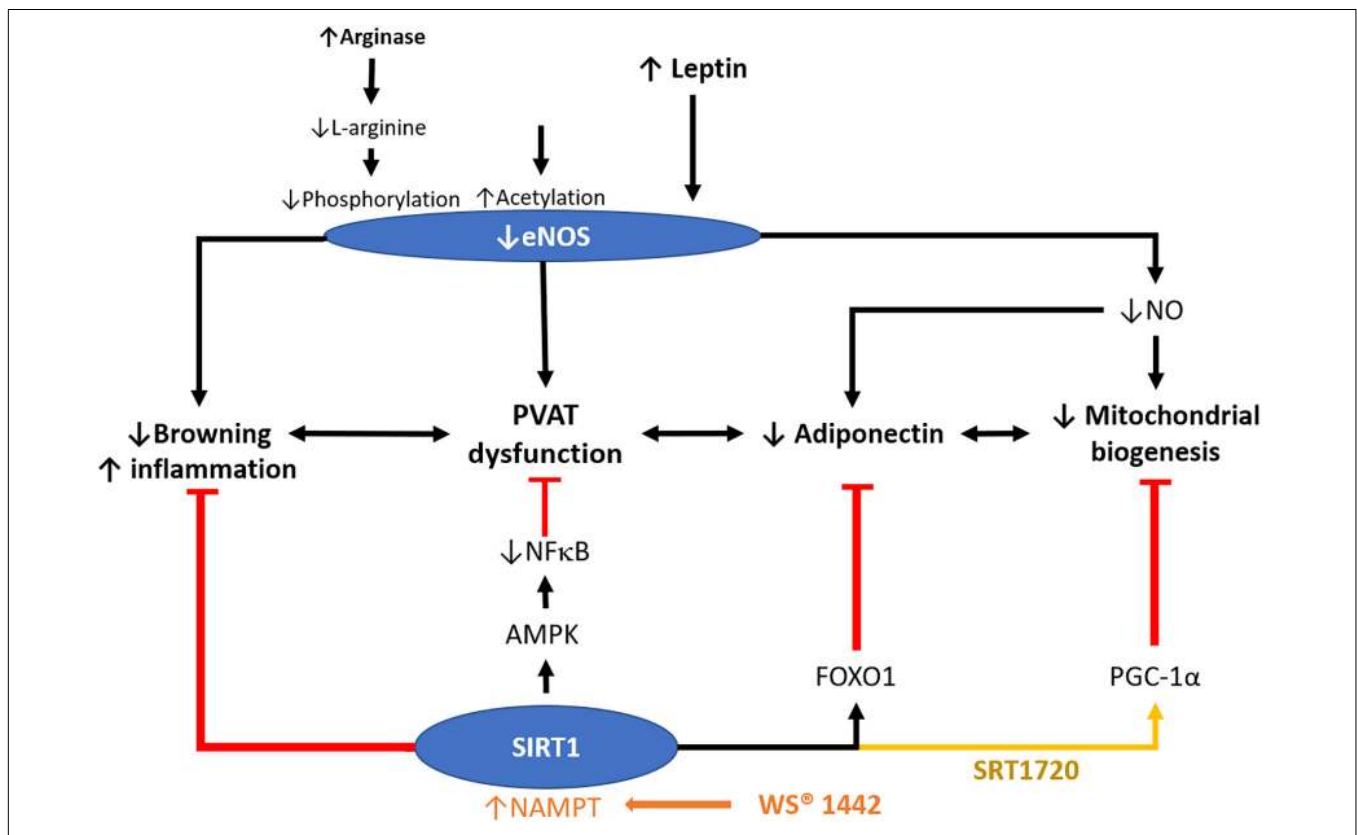 ↑Arginase
↑ Leptin
↓L-arginine
↓Phosphorylation
↑Acetylation
↓eNOS
↓NO
↓Browning
↑ inflammation
PVAT
dysfunction
↓ Adiponectin
↓ Mitochondrial
biogenesis
↓NFκB
AMPK
FOXO1
PGC-1α
SIRT1
SRT1720
↑NAMPT
WS® 1442